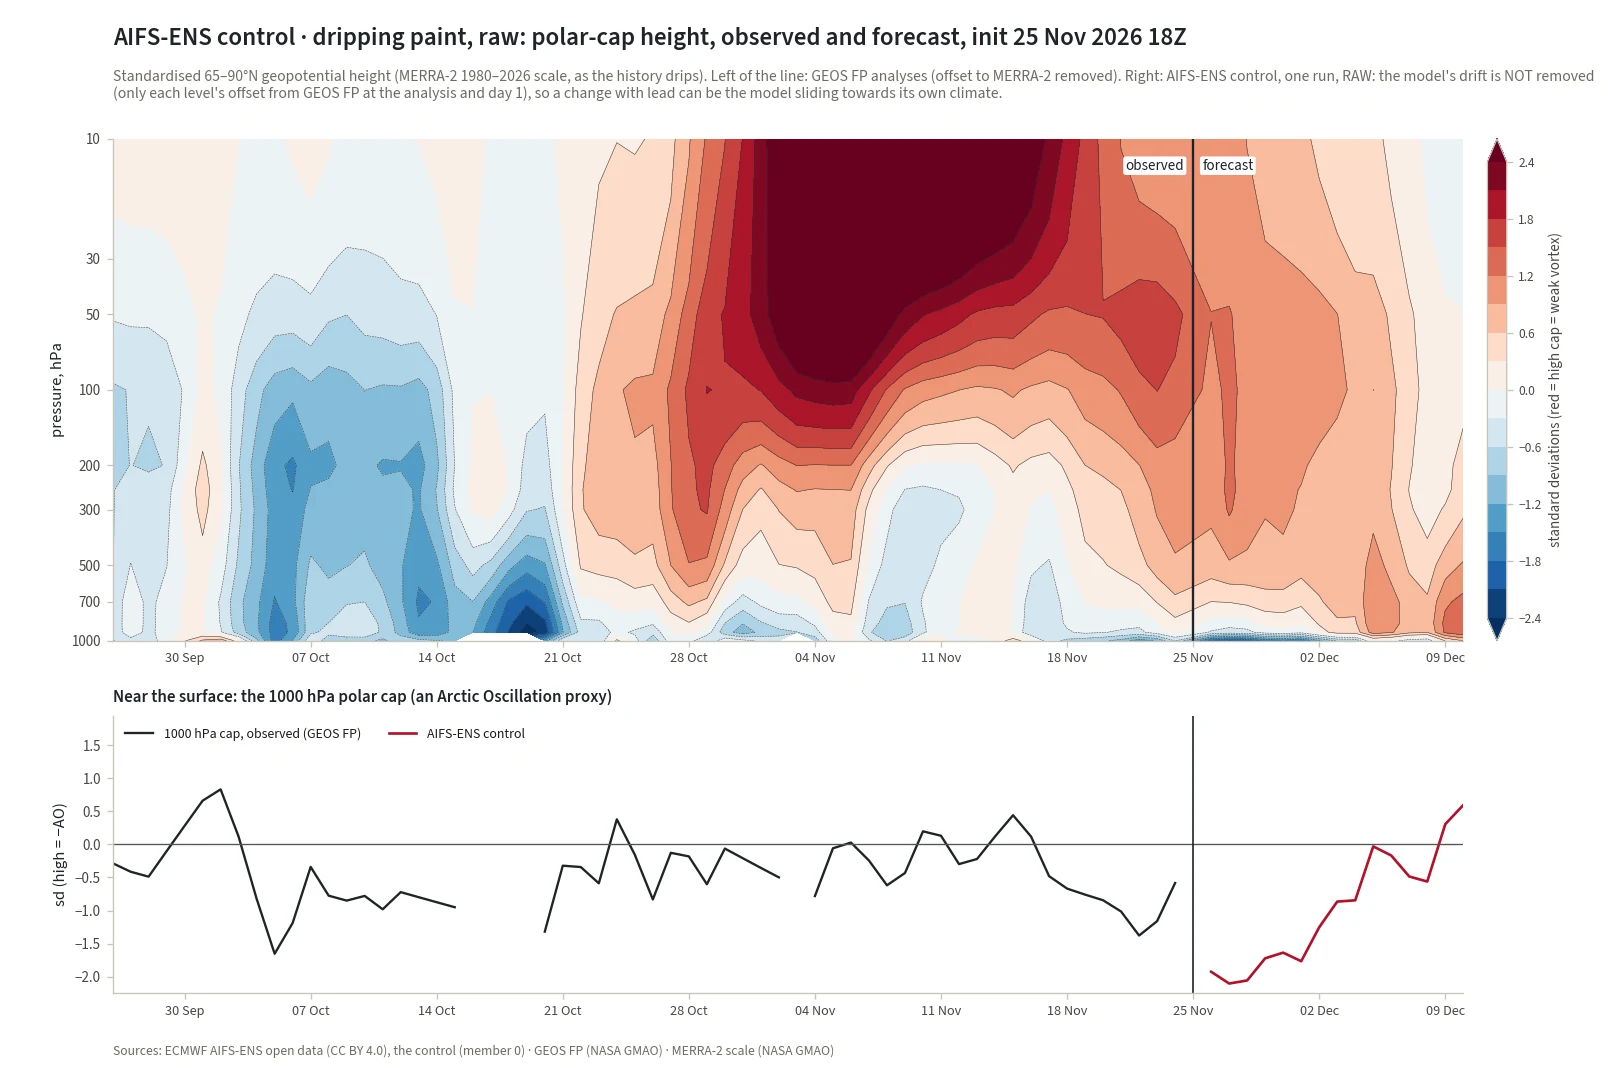 AIFS-ENS control · dripping paint, raw: polar-cap height, observed and forecast, init 25 Nov 2026 18Z
Standardised 65–90°N geopotential height (MERRA-2 1980–2026 scale, as the history drips). Left of the line: GEOS FP analyses (offset to MERRA-2 removed). Right: AIFS-ENS control, one run, RAW: the model's drift is NOT removed
(only each level's offset from GEOS FP at the analysis and day 1), so a change with lead can be the model sliding towards its own climate.
pressure, hPa
10
30
50
100
200
300
500
700
1000
observed
forecast
30 Sep
07 Oct
14 Oct
21 Oct
28 Oct
04 Nov
11 Nov
18 Nov
25 Nov
02 Dec
09 Dec
2.4
1.8
1.2
0.6
0.0
−0.6
−1.2
−1.8
−2.4
standard deviations (red = high cap = weak vortex)
Near the surface: the 1000 hPa polar cap (an Arctic Oscillation proxy)
1000 hPa cap, observed (GEOS FP)
AIFS-ENS control
sd (high = −AO)
1.5
1.0
0.5
0.0
−0.5
−1.0
−1.5
−2.0
30 Sep
07 Oct
14 Oct
21 Oct
28 Oct
04 Nov
11 Nov
18 Nov
25 Nov
02 Dec
09 Dec
Sources: ECMWF AIFS-ENS open data (CC BY 4.0), the control (member 0) · GEOS FP (NASA GMAO) · MERRA-2 scale (NASA GMAO)